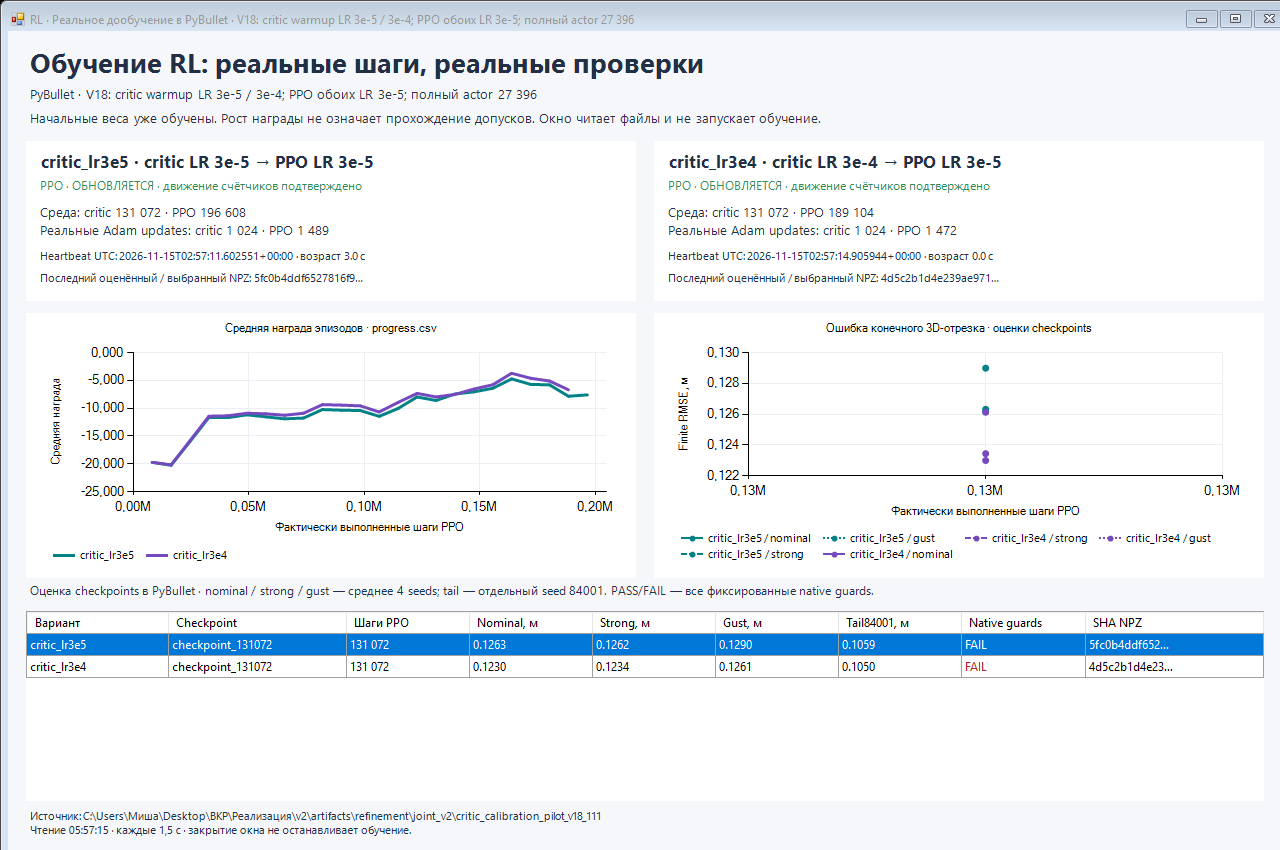 RL · Реальное дообучение в PyBullet · V18: critic warmup LR 3e-5 / 3e-4; PPO обоих LR 3e-5; полный actor 27 396
Обучение RL: реальные шаги, реальные проверки
PyBullet · V18: critic warmup LR 3e-5 / 3e-4; PPO обоих LR 3e-5; полный actor 27 396
Начальные веса уже обучены. Рост награды не означает прохождение допусков. Окно читает файлы и не запускает обучение.
critic_lr3e5 · critic LR 3e-5 → PPO LR 3e-5
PPO · ОБНОВЛЯЕТСЯ · движение счётчиков подтверждено
Среда: critic 131 072 · PPO 196 608
Реальные Adam updates: critic 1 024 · PPO 1 489
Heartbeat UTC: 2026-11-15T02:57:11.602551+00:00 · возраст 3.0 с
Последний оценённый / выбранный NPZ: 5fc0b4ddf6527816f9...
critic_lr3e4 · critic LR 3e-4 → PPO LR 3e-5
PPO · ОБНОВЛЯЕТСЯ · движение счётчиков подтверждено
Среда: critic 131 072 · PPO 189 104
Реальные Adam updates: critic 1 024 · PPO 1 472
Heartbeat UTC: 2026-11-15T02:57:14.905944+00:00 · возраст 0.0 с
Последний оценённый / выбранный NPZ: 4d5c2b1d4e239ae971...
Средняя награда эпизодов · progress.csv
Средняя награда
0,000
-5,000
-10,000
-15,000
-20,000
-25,000
0,00M 0,05M 0,10M 0,15M 0,20M
Фактически выполненные шаги PPO
critic_lr3e5 critic_lr3e4
Ошибка конечного 3D-отрезка · оценки checkpoints
Finite RMSE, м
0,130
0,128
0,126
0,124
0,122
0,13M 0,13M 0,13M
Фактически выполненные шаги PPO
critic_lr3e5 / nominal critic_lr3e5 / gust critic_lr3e4 / strong critic_lr3e4 / gust
critic_lr3e5 / strong critic_lr3e4 / nominal
Оценка checkpoints в PyBullet · nominal / strong / gust — среднее 4 seeds; tail — отдельный seed 84001. PASS/FAIL — все фиксированные native guards.
Вариант Checkpoint Шаги PPO Nominal, м Strong, м Gust, м Tail84001, м Native guards SHA NPZ
critic_lr3e5 checkpoint_131072 131 072 0.1263 0.1262 0.1290 0.1059 FAIL 5fc0b4ddf652...
critic_lr3e4 checkpoint_131072 131 072 0.1230 0.1234 0.1261 0.1050 FAIL 4d5c2b1d4e23...
Источник: C:\Users\Миша\Desktop\ВКР\Реализация\v2\artifacts\refinement\joint_v2\critic_calibration_pilot_v18_111
Чтение 05:57:15 · каждые 1,5 с · закрытие окна не останавливает обучение.